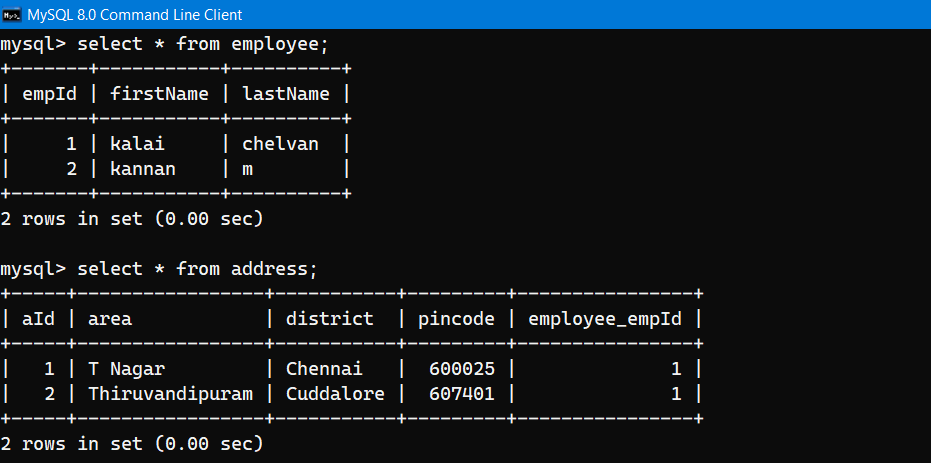 MySQL 8.0 Command Line Client
mysql> select * from employee;
+-------+-----------+----------+
| empId | firstName | lastName |
+-------+-----------+----------+
|     1 | kalai     | chelvan  |
|     2 | kannan    | m        |
+-------+-----------+----------+
2 rows in set (0.00 sec)
mysql> select * from address;
+-----+-----------------+-----------+---------+----------------+
| aId | area            | district  | pincode | employee_empId |
+-----+-----------------+-----------+---------+----------------+
|   1 | T Nagar         | Chennai   |  600025 |              1 |
|   2 | Thiruvandipuram | Cuddalore |  607401 |              1 |
+-----+-----------------+-----------+---------+----------------+
2 rows in set (0.00 sec)